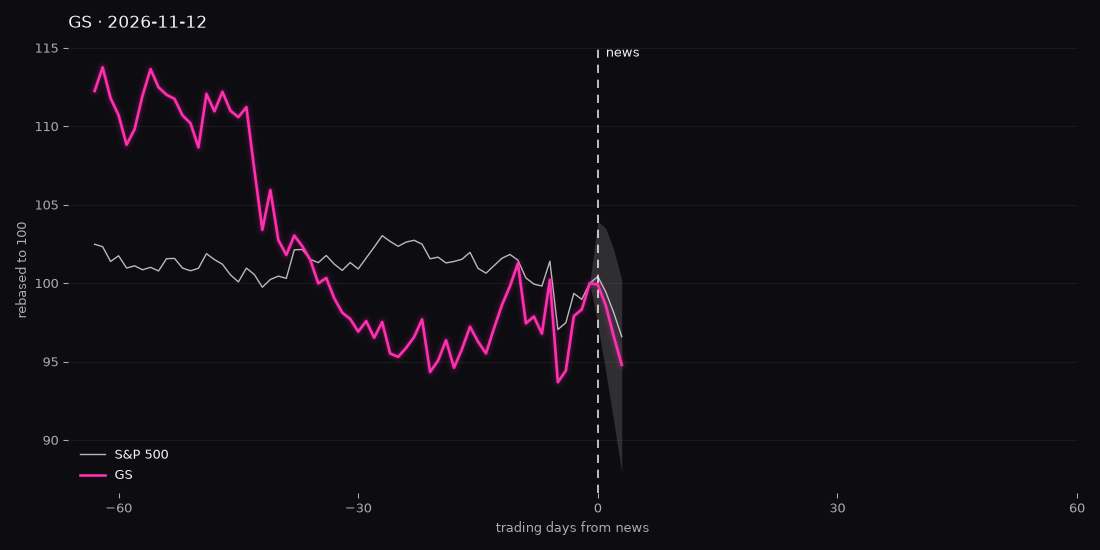 GS · 2026-11-12
115
110
105
100
95
90
rebased to 100
news
S&P 500
GS
−60
−30
0
30
60
trading days from news